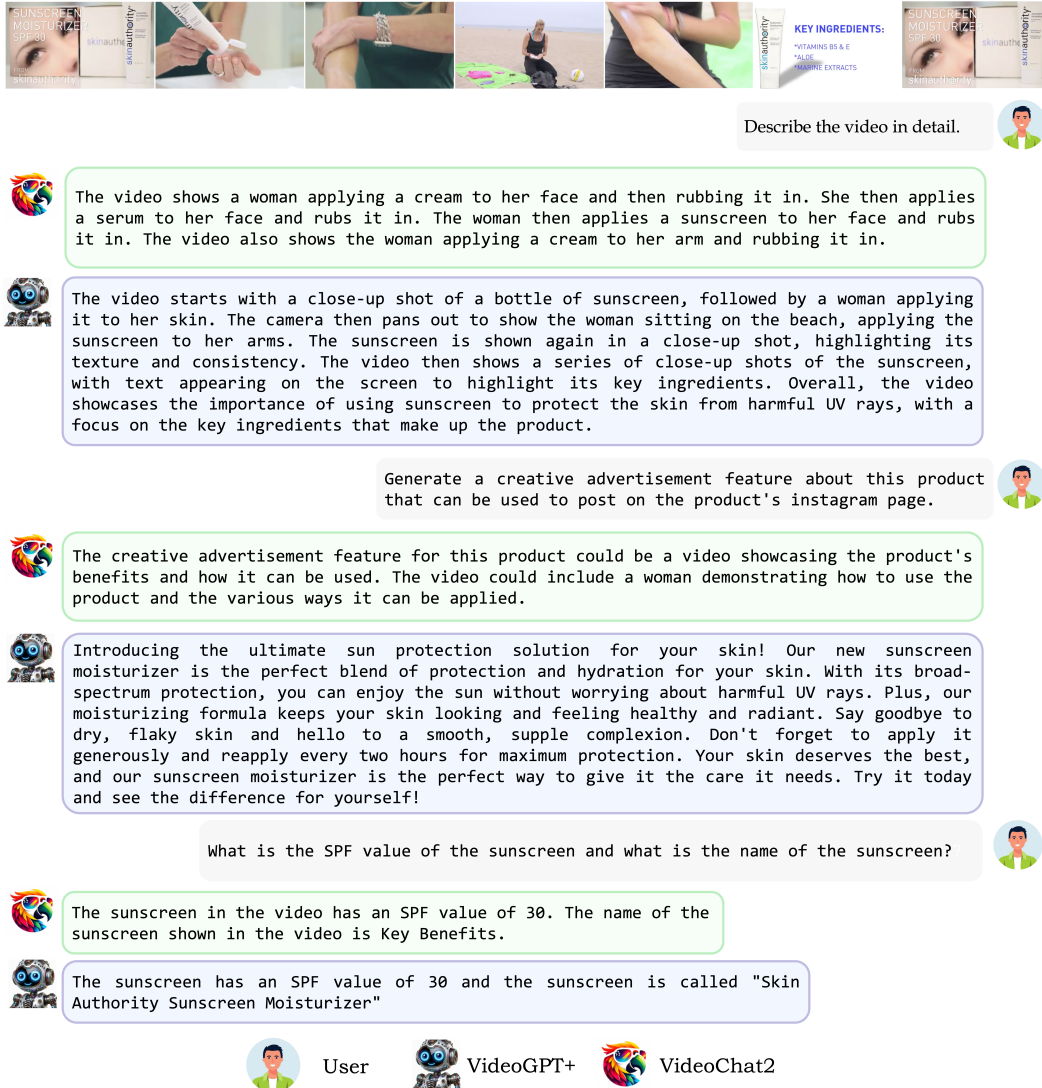 SUNSCREEN
MOISTURIZER
SPF 30
FROM
skinauthority
skinautho
skinauthority
KEY INGREDIENTS:
*VITAMINS B5 & E
*ALOE
*MARINE EXTRACTS
SUNSCREEN
MOISTURIZER
SPF 30
FROM
skinauthority
skinautho
skinauthority
Describe the video in detail.
The video shows a woman applying a cream to her face and then rubbing it in. She then applies
a serum to her face and rubs it in. The woman then applies a sunscreen to her face and rubs
it in. The video also shows the woman applying a cream to her arm and rubbing it in.
The video starts with a close-up shot of a bottle of sunscreen, followed by a woman applying
it to her skin. The camera then pans out to show the woman sitting on the beach, applying the
sunscreen to her arms. The sunscreen is shown again in a close-up shot, highlighting its
texture and consistency. The video then shows a series of close-up shots of the sunscreen,
with text appearing on the screen to highlight its key ingredients. Overall, the video
showcases the importance of using sunscreen to protect the skin from harmful UV rays, with a
focus on the key ingredients that make up the product.
Generate a creative advertisement feature about this product
that can be used to post on the product's instagram page.
The creative advertisement feature for this product could be a video showcasing the product's
benefits and how it can be used. The video could include a woman demonstrating how to use the
product and the various ways it can be applied.
Introducing the ultimate sun protection solution for your skin! Our new sunscreen
moisturizer is the perfect blend of protection and hydration for your skin. With its broad-
spectrum protection, you can enjoy the sun without worrying about harmful UV rays. Plus, our
moisturizing formula keeps your skin looking and feeling healthy and radiant. Say goodbye to
dry, flaky skin and hello to a smooth, supple complexion. Don't forget to apply it
generously and reapply every two hours for maximum protection. Your skin deserves the best,
and our sunscreen moisturizer is the perfect way to give it the care it needs. Try it today
and see the difference for yourself!
What is the SPF value of the sunscreen and what is the name of the sunscreen?
The sunscreen in the video has an SPF value of 30. The name of the
sunscreen shown in the video is Key Benefits.
The sunscreen has an SPF value of 30 and the sunscreen is called "Skin
Authority Sunscreen Moisturizer"
User
VideoGPT+
VideoChat2